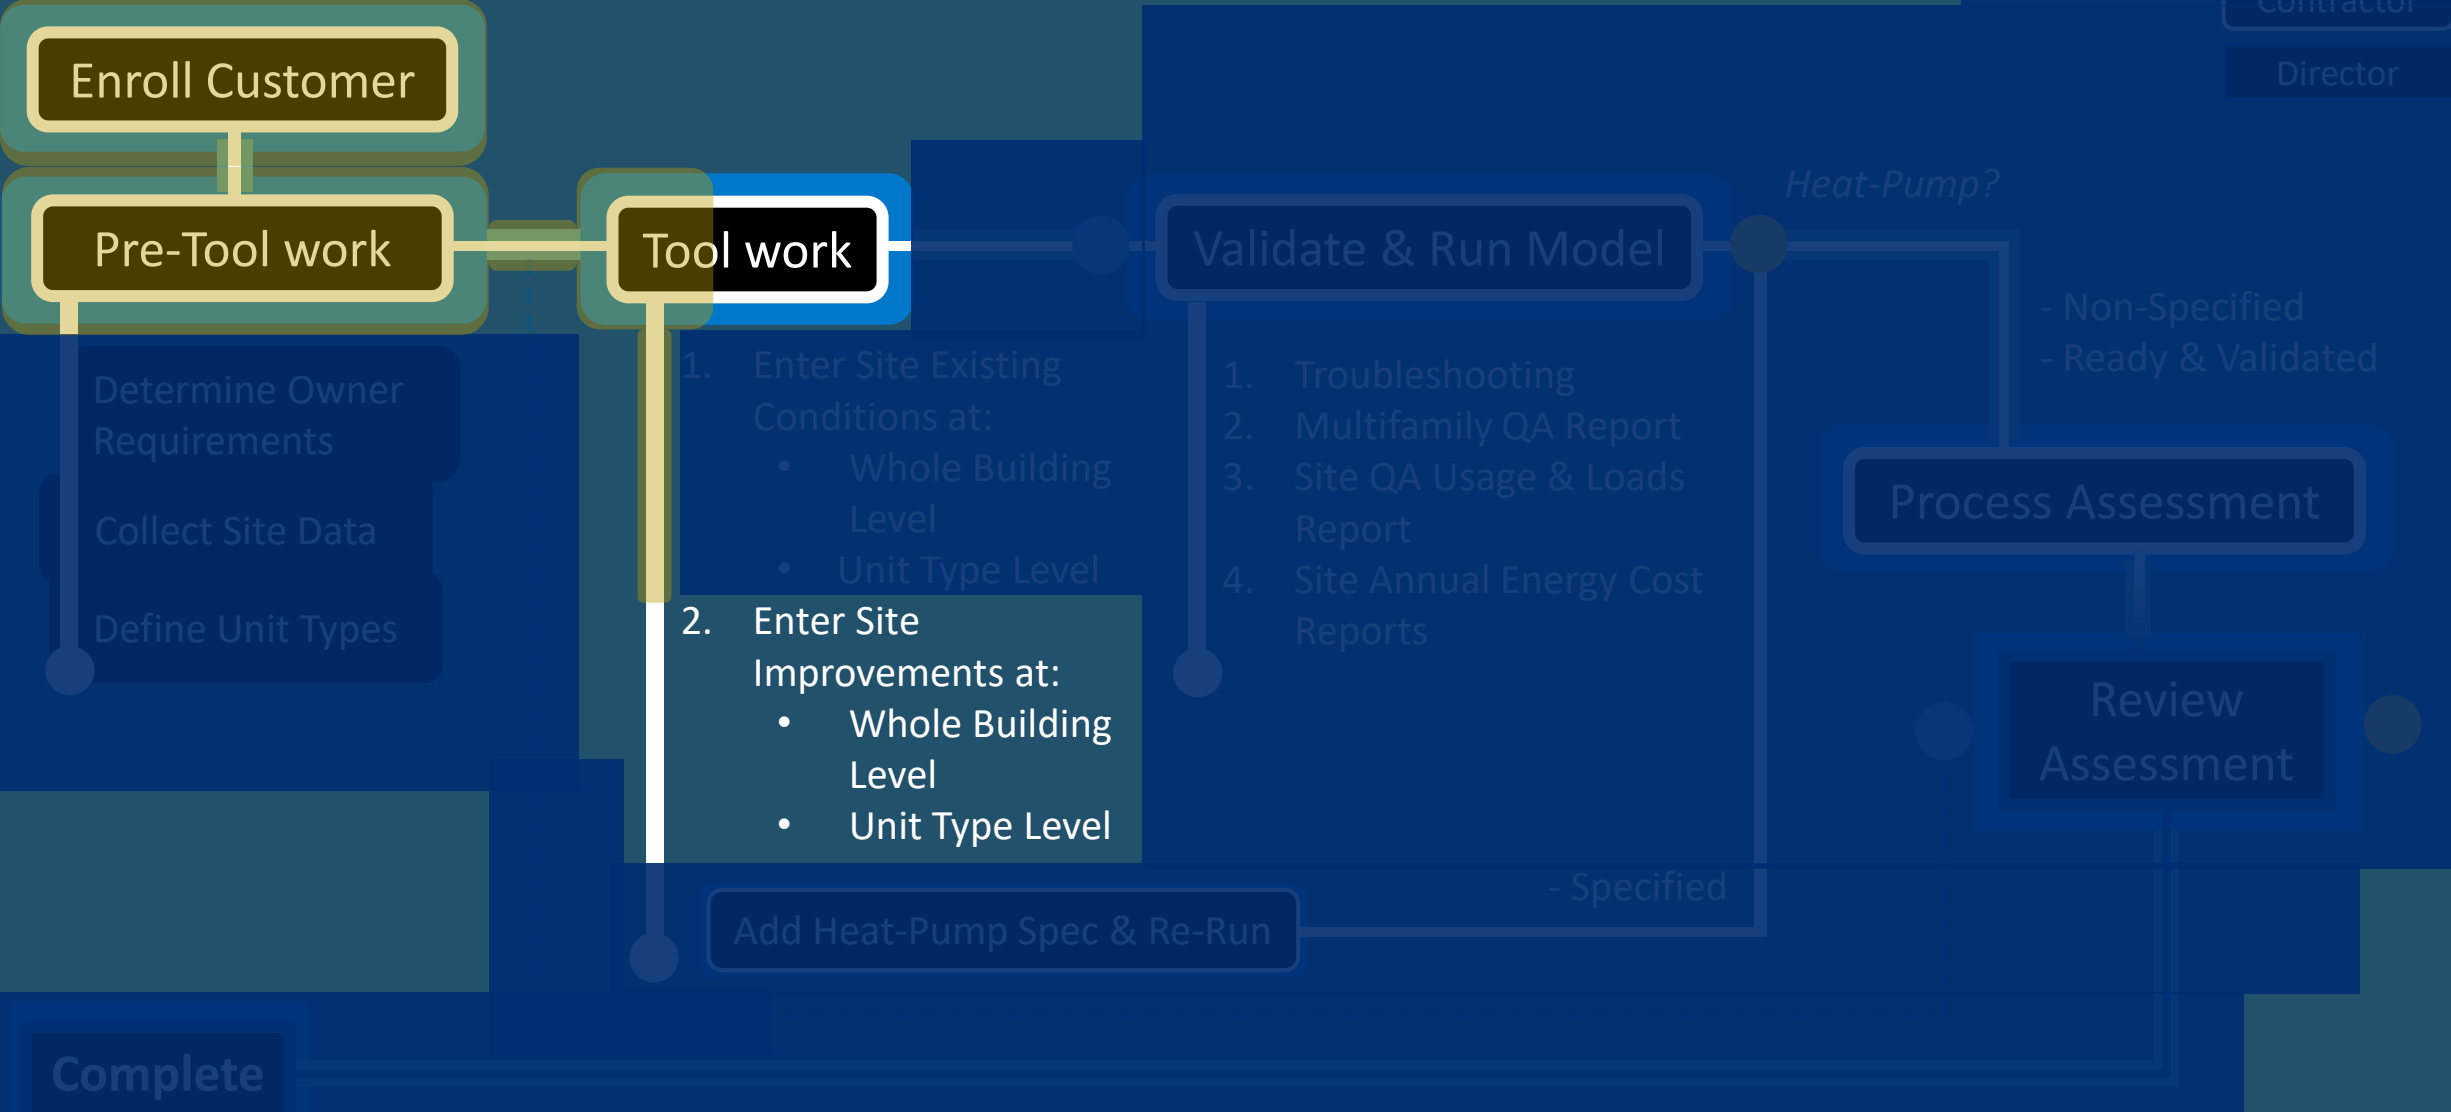 Contractor
Director
Enroll Customer
Pre-Tool work
Tool work
Validate & Run Model
Heat-Pump?
- Non-Specified
- Ready & Validated
Determine Owner
Requirements
Collect Site Data
Define Unit Types
1. Enter Site Existing
Conditions at:
• Whole Building
Level
• Unit Type Level
2. Enter Site
Improvements at:
• Whole Building
Level
• Unit Type Level
1. Troubleshooting
2. Multifamily QA Report
3. Site QA Usage & Loads
Report
4. Site Annual Energy Cost
Reports
Process Assessment
Review
Assessment
- Specified
Add Heat-Pump Spec & Re-Run
Complete